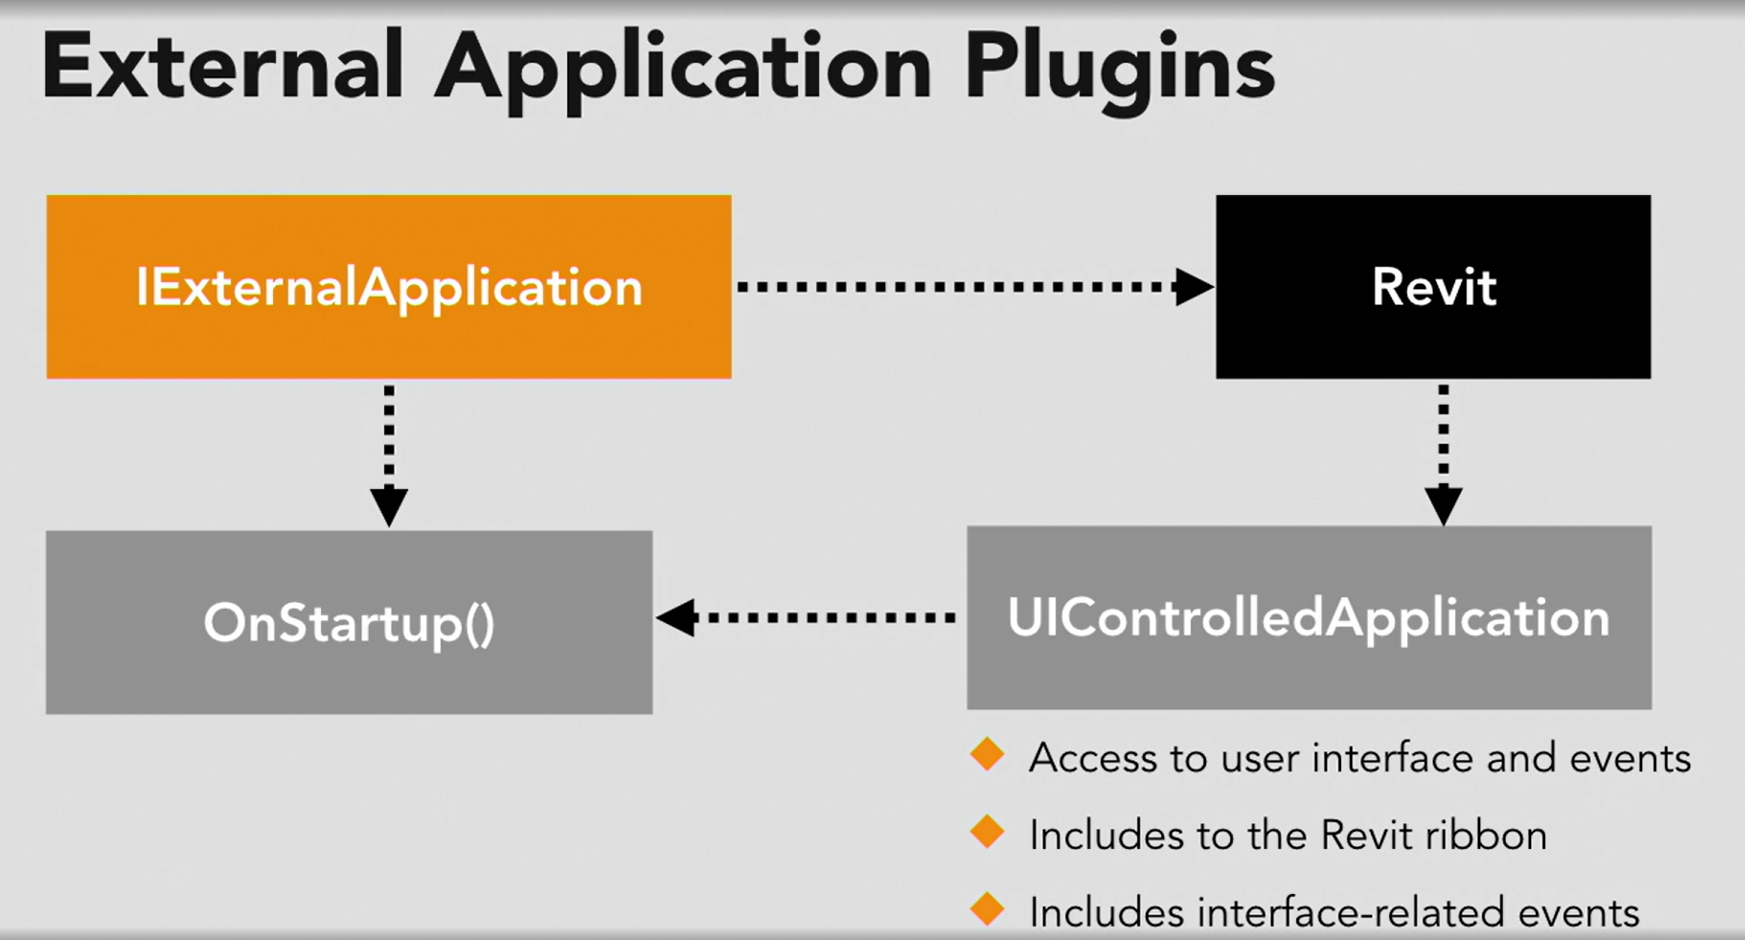 External Application Plugins
IExternalApplication
Revit
OnStartup()
UIControlledApplication
Access to user interface and events
Includes to the Revit ribbon
Includes interface-related events